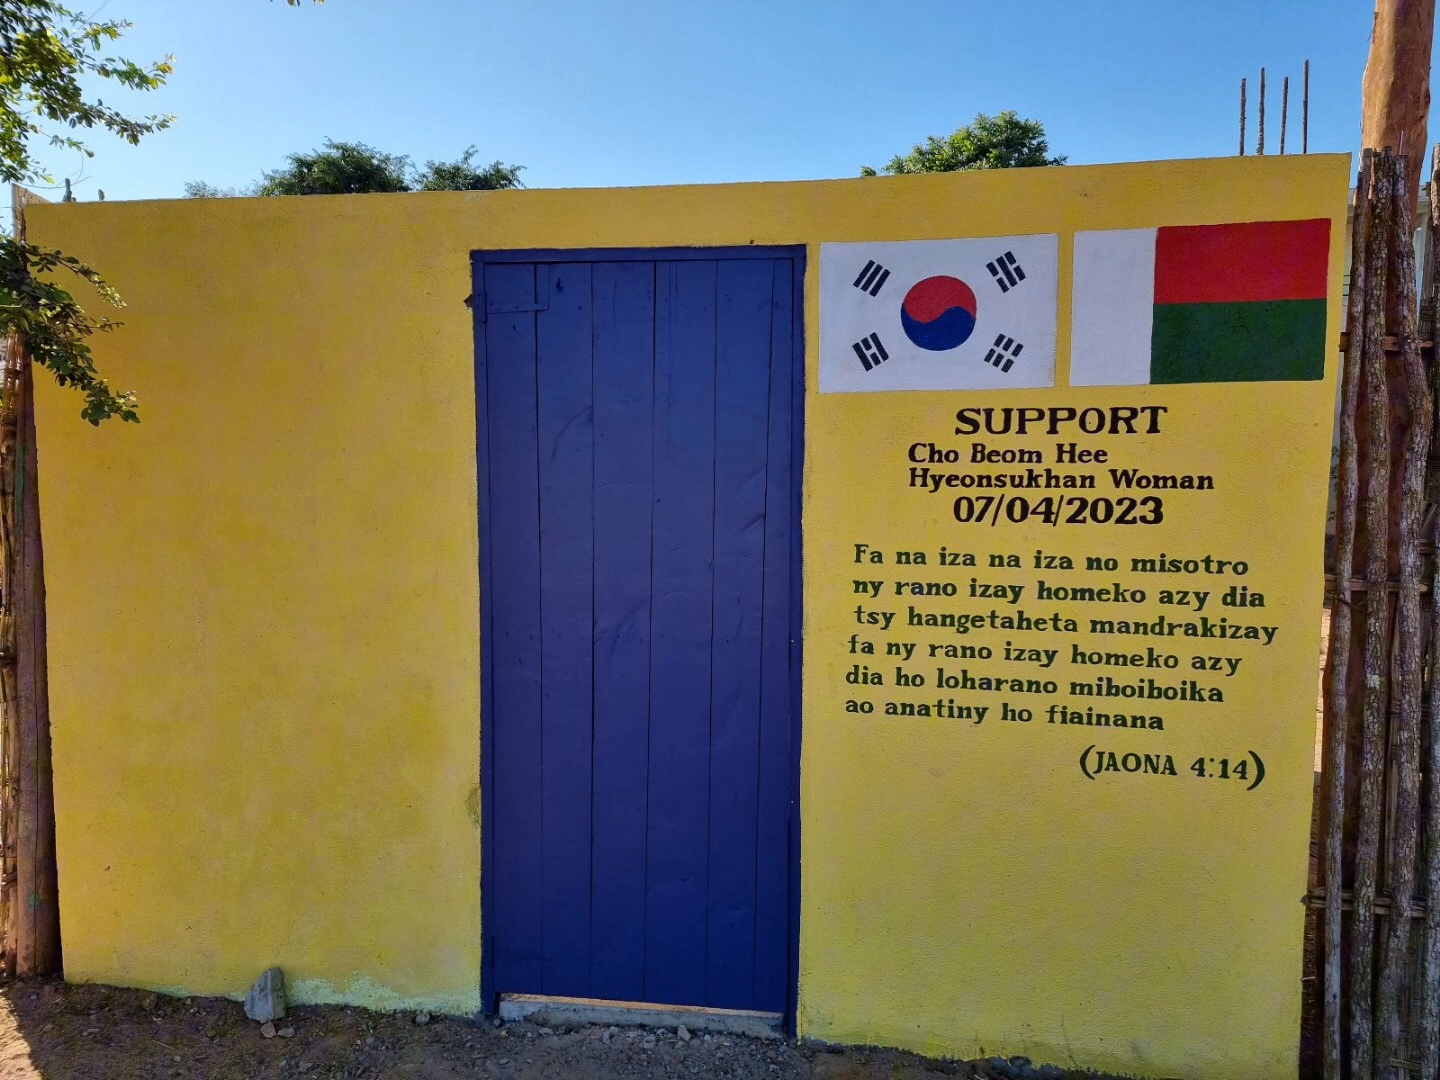 SUPPORT
Cho Beom Hee
Hyeonsukhan Woman
07/04/2023
Fa na iza na iza no misotro
ny rano izay homeko azy dia
tsy hangetaheta mandrakizay
fa ny rano izay homeko azy
dia ho loharano miboiboika
ao anatiny ho fiainana
(JAONA 4:14)